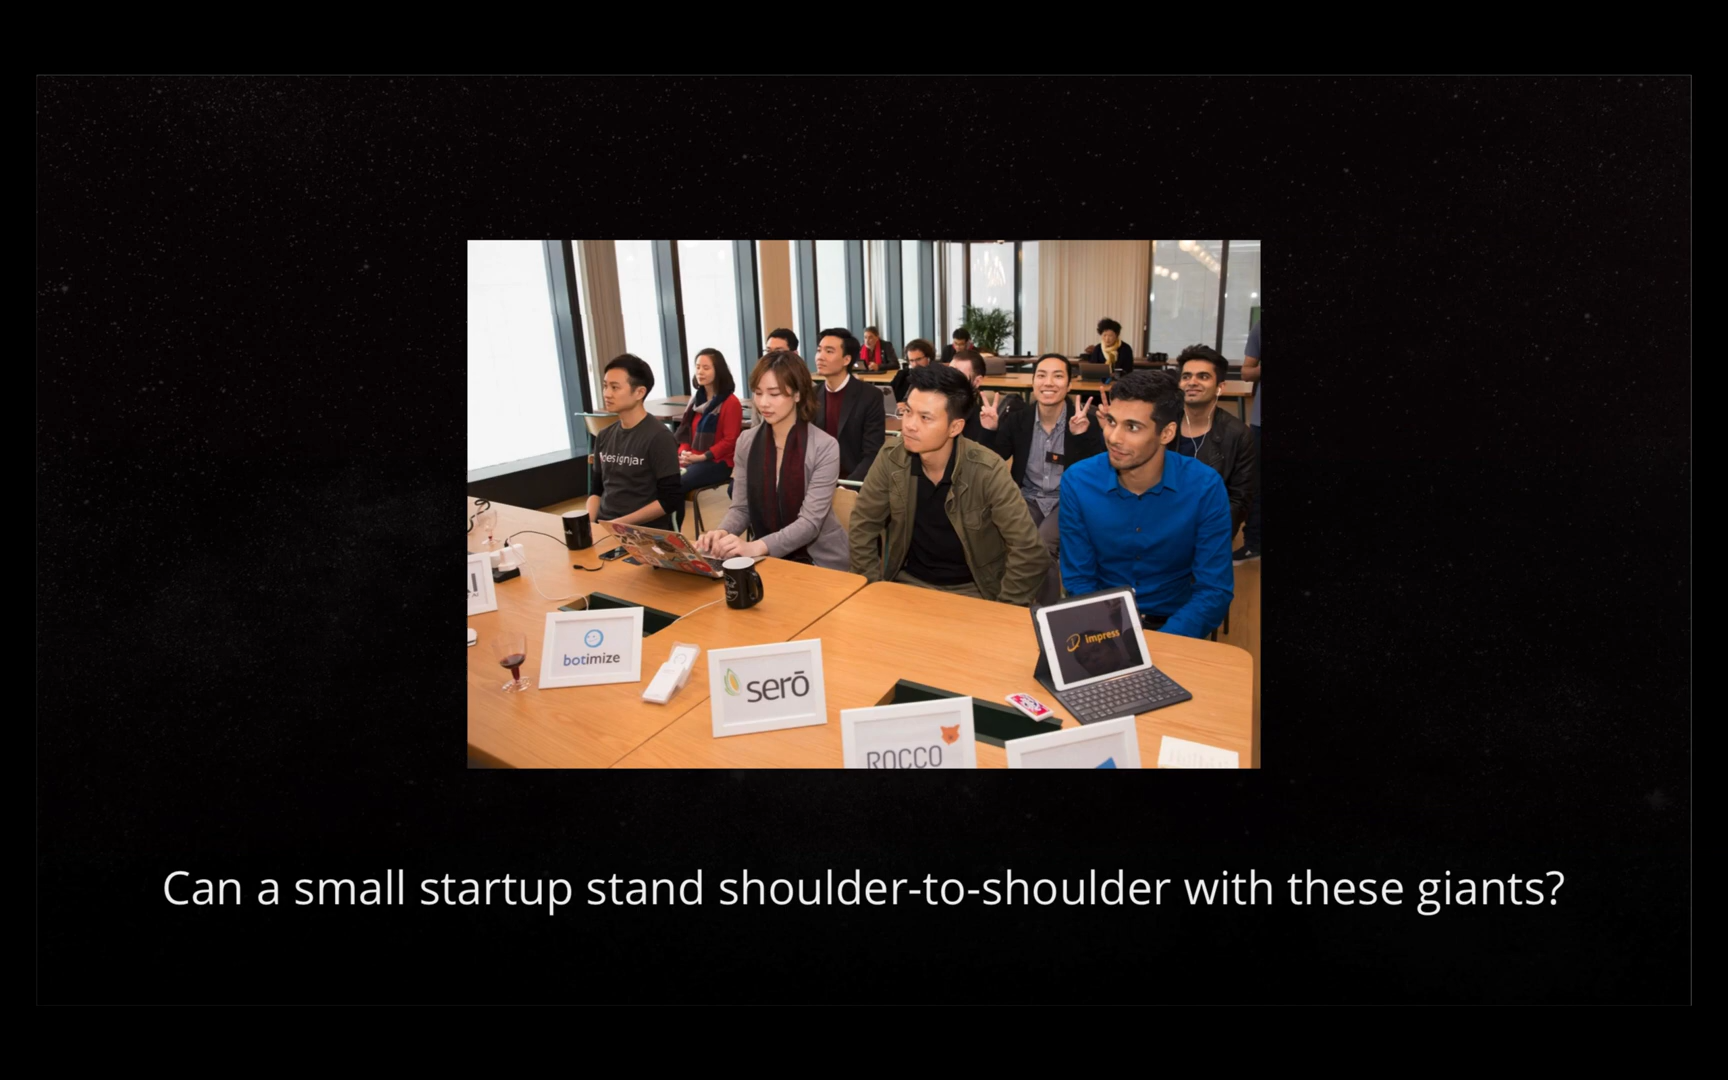 designjar
impress
botimize
serō
ROCCO
Can a small startup stand shoulder-to-shoulder with these giants?